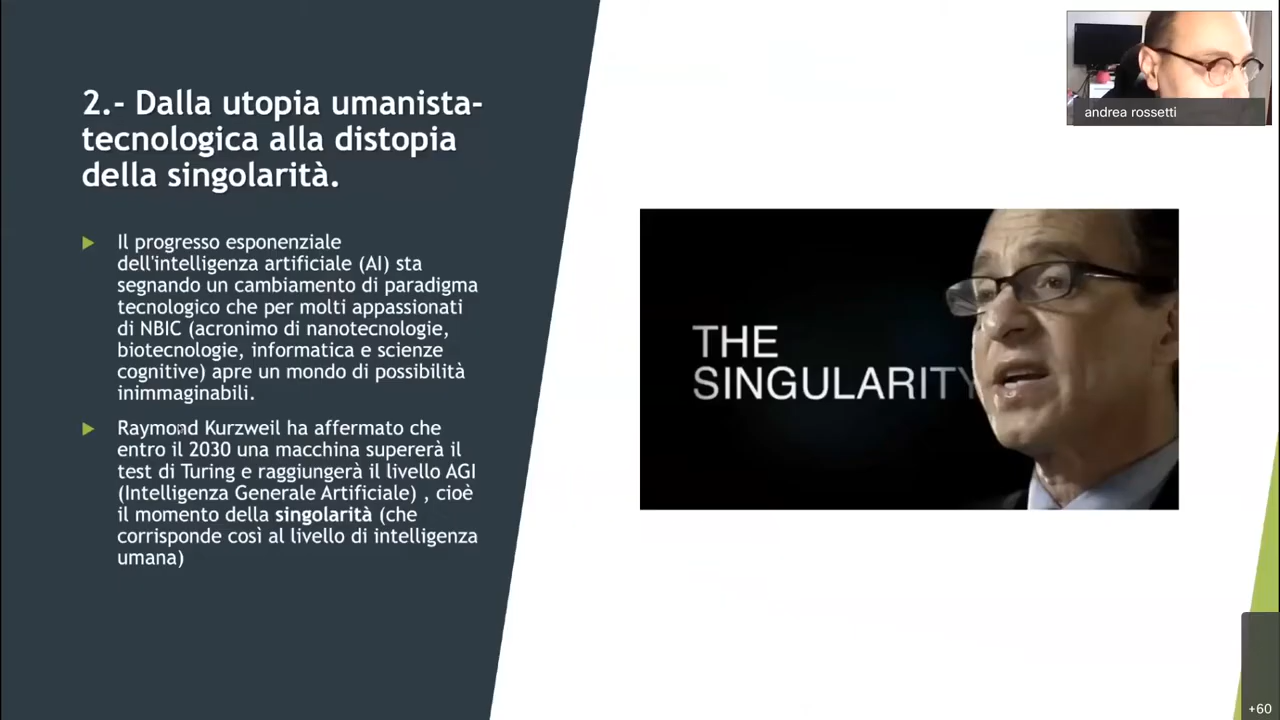 2.- Dalla utopia umanista-
tecnologica alla distopia
della singolarità.
Il progresso esponenziale
dell'intelligenza artificiale (AI) sta
segnando un cambiamento di paradigma
tecnologico che per molti appassionati
di NBIC (acronimo di nanotecnologie,
biotecnologie, informatica e scienze
cognitive) apre un mondo di possibilità
inimmaginabili.
Raymond Kurzweil ha affermato che
entro il 2030 una macchina supererà il
test di Turing e raggiungerà il livello AGI
(Intelligenza Generale Artificiale) , cioè
il momento della singolarità (che
corrisponde così al livello di intelligenza
umana)
THE
SINGULARITY
andrea rossetti
+60